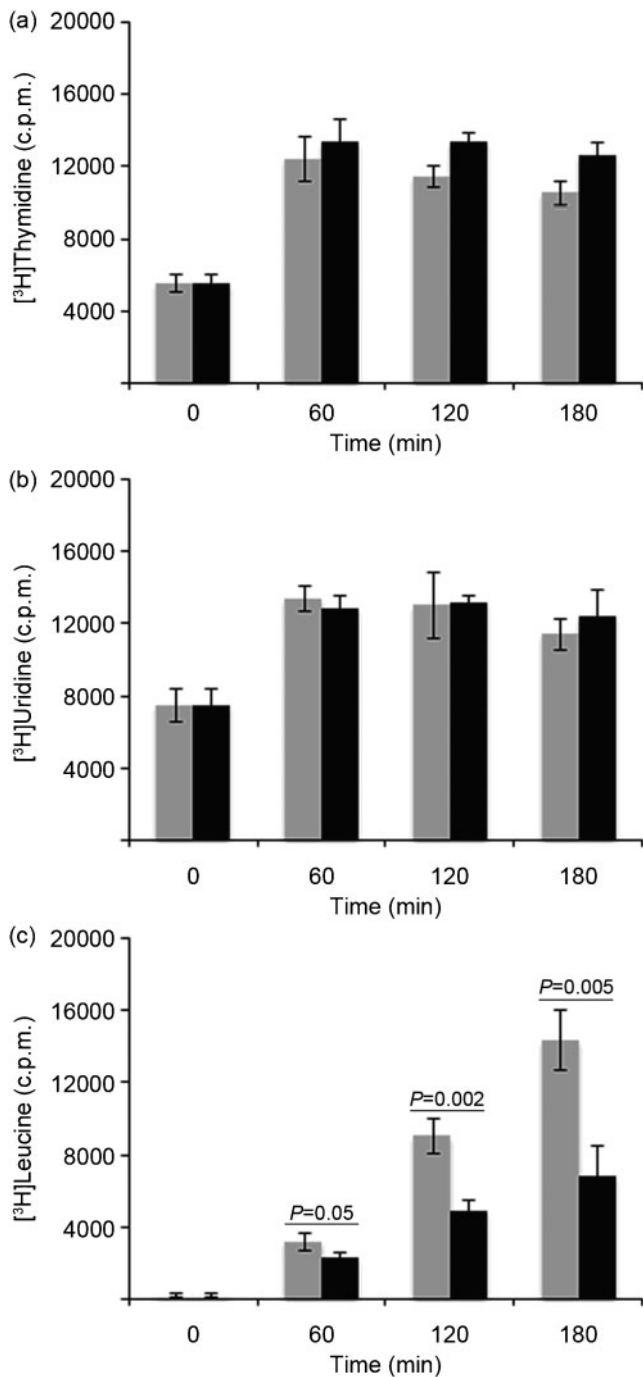 (a)
20000
16000
12000
8000
4000
[³H]Thymidine (c.p.m.)
0 60 120 180
Time (min)
(b)
20000
16000
12000
8000
4000
[³H]Uridine (c.p.m.)
0 60 120 180
Time (min)
(c)
20000
16000
12000
8000
4000
[³H]Leucine (c.p.m.)
P=0.05
P=0.002
P=0.005
0 60 120 180
Time (min)